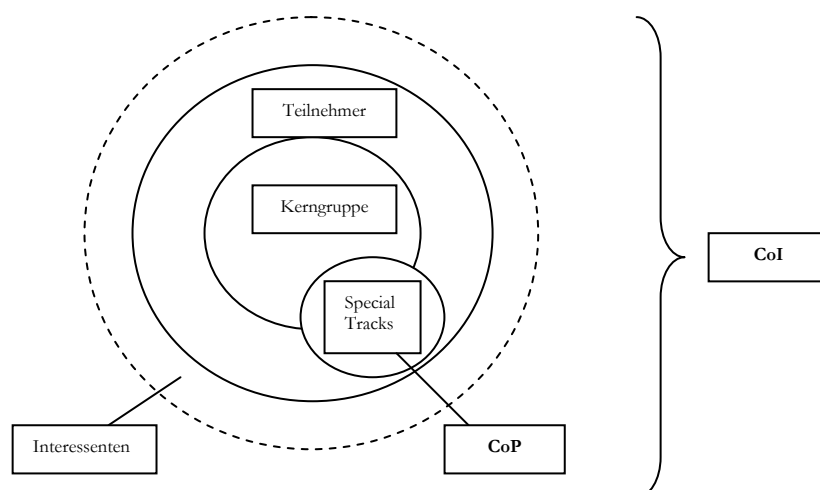 Teilnehmer
Kerngruppe
CoI
Special
Tracks
Interessenten
CoP